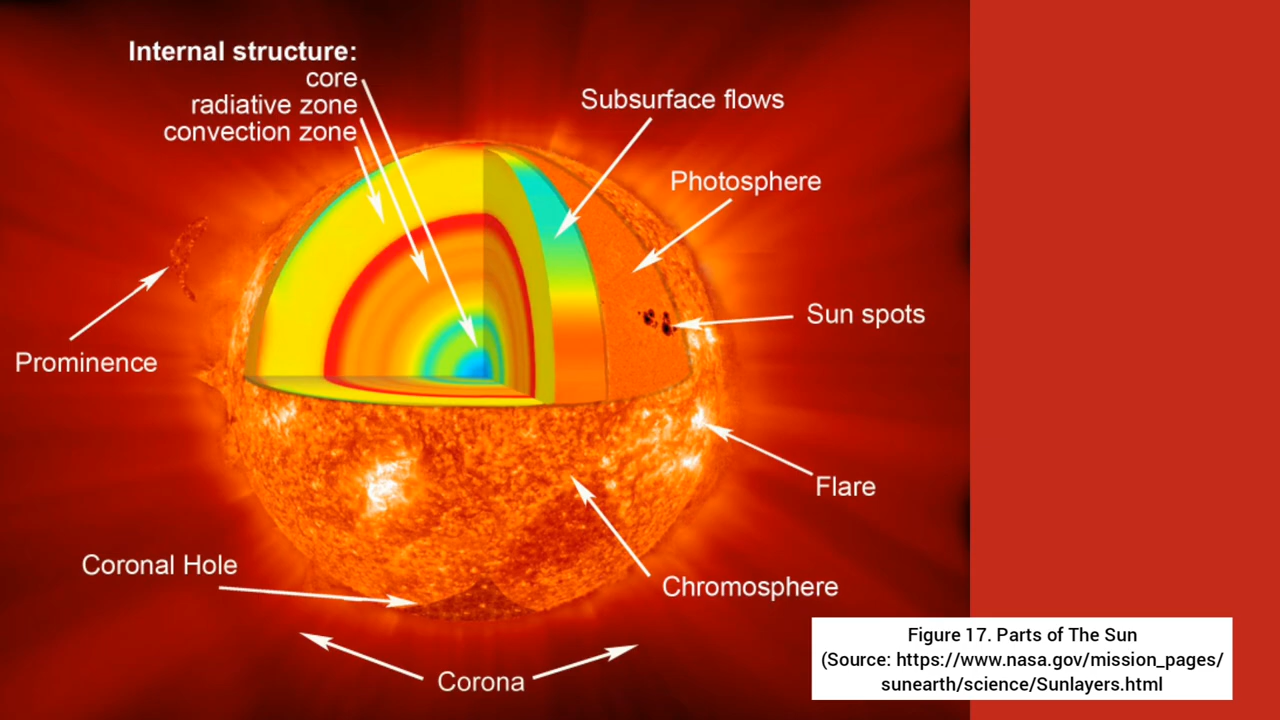 Internal structure:
core
radiative zone
convection zone
Subsurface flows
Photosphere
Sun spots
Prominence
Flare
Coronal Hole
Chromosphere
Corona
Figure 17. Parts of The Sun
(Source: https://www.nasa.gov/mission_pages/
sunearth/science/Sunlayers.html